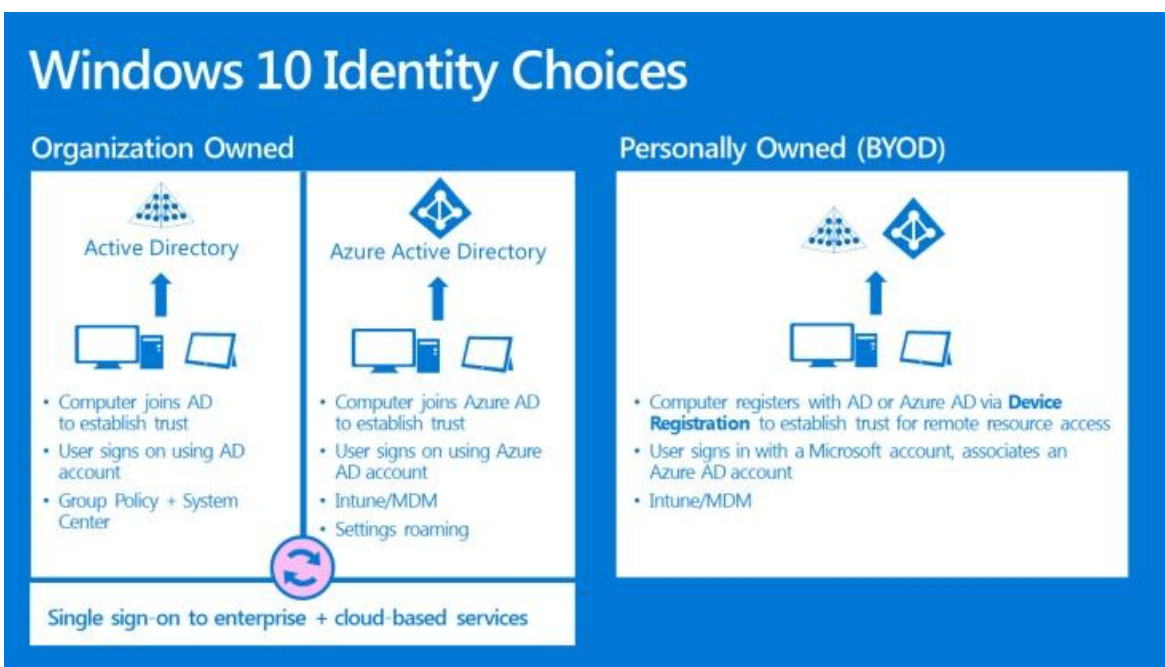 Windows 10 Identity Choices
Organization Owned
Active Directory
• Computer joins AD
to establish trust
• User signs on using AD
account
• Group Policy + System
Center
Azure Active Directory
• Computer joins Azure AD
to establish trust
• User signs on using Azure
AD account
• Intune/MDM
• Settings roaming
Single sign-on to enterprise + cloud-based services
Personally Owned (BYOD)
• Computer registers with AD or Azure AD via Device
Registration to establish trust for remote resource access
• User signs in with a Microsoft account, associates an
Azure AD account
• Intune/MDM